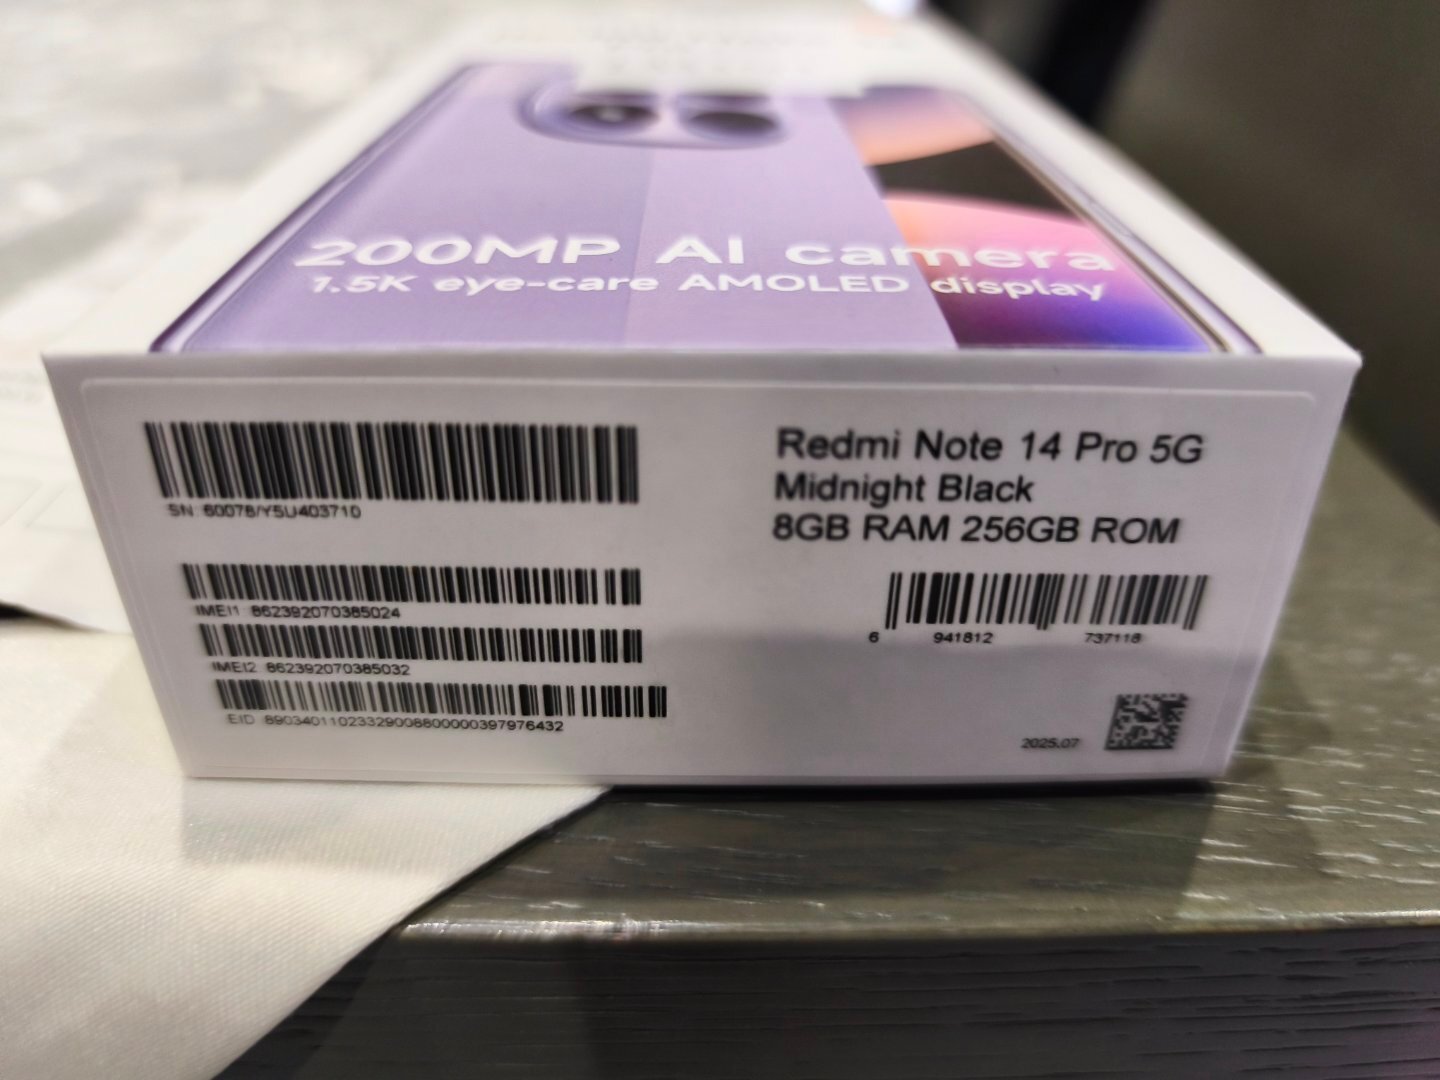 200MP AI camera
1.5K eye-care AMOLED display
SN: 60078/Y5U403710
IMEI1: 862392070385024
IMEI2: 862392070385032
EID: 89034011023329008800000397976432
Redmi Note 14 Pro 5G
Midnight Black
8GB RAM 256GB ROM
6 941812 737118
2025.07